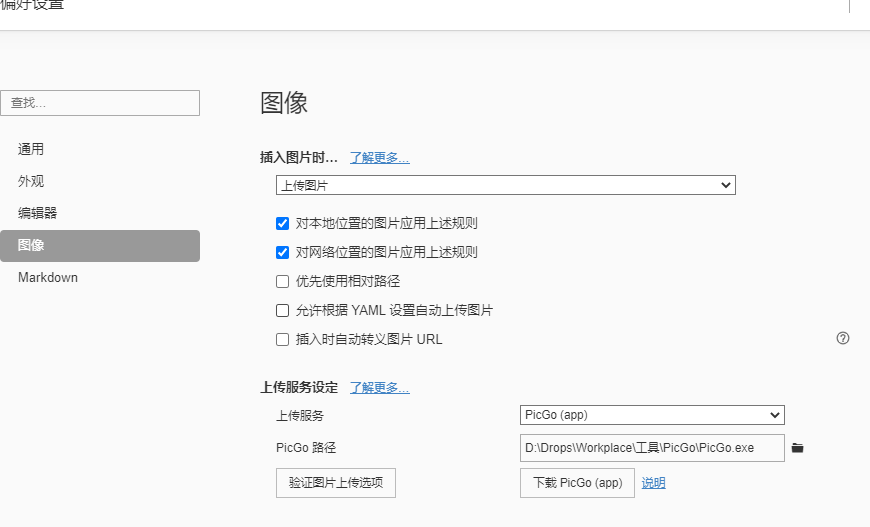 偏好设置
查找...
通用
外观
编辑器
图像
Markdown
图像
插入图片时... 了解更多...
上传图片
对本地位置的图片应用上述规则
对网络位置的图片应用上述规则
优先使用相对路径
允许根据 YAML 设置自动上传图片
插入时自动转义图片 URL
上传服务设定 了解更多...
上传服务 PicGo (app)
PicGo 路径 D:\Drops\Workplace\工具\PicGo\PicGo.exe
验证图片上传选项 下载 PicGo (app) 说明